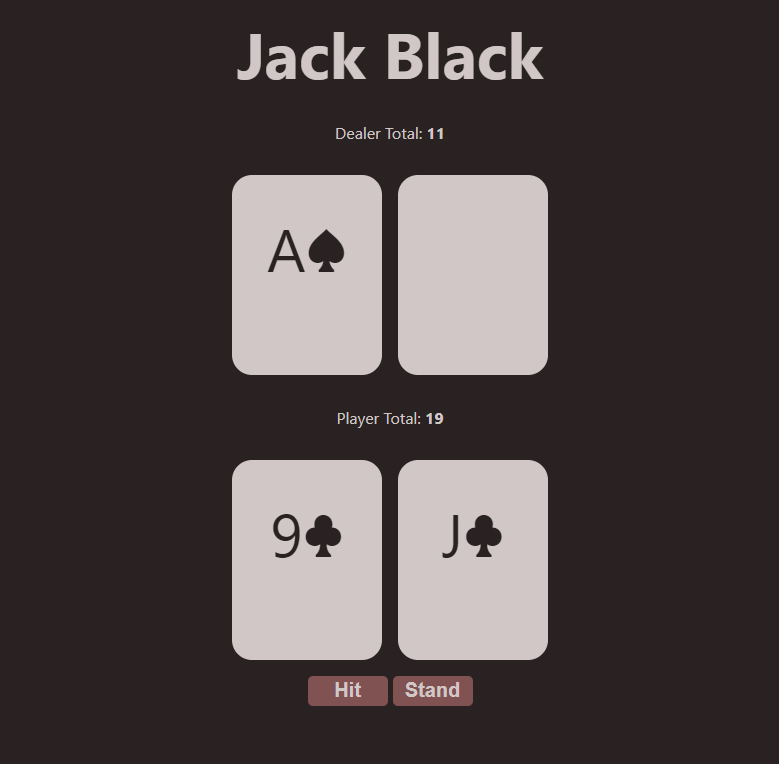 Jack Black
Dealer Total: 11
A♠
Player Total: 19
9♣ J♣
Hit Stand